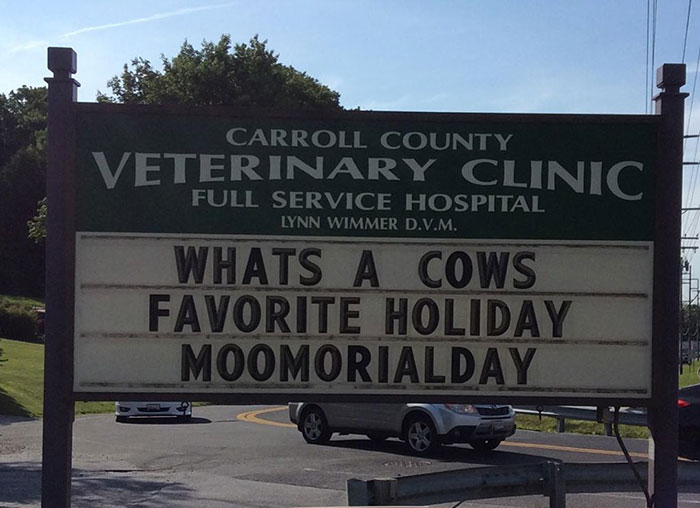 CARROLL COUNTY
VETERINARY CLINIC
FULL SERVICE HOSPITAL
LYNN WIMMER D.V.M.
WHATS A COWS
FAVORITE HOLIDAY
MOOMORIALDAY